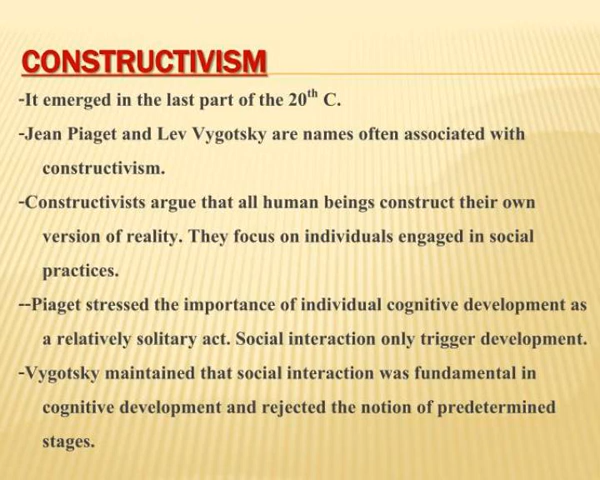 CONSTRUCTIVISM
-It emerged in the last part of the 20th C.
-Jean Piaget and Lev Vygotsky are names often associated with
constructivism.
-Constructivists argue that all human beings construct their own
version of reality. They focus on individuals engaged in social
practices.
--Piaget stressed the importance of individual cognitive development as
a relatively solitary act. Social interaction only trigger development.
-Vygotsky maintained that social interaction was fundamental in
cognitive development and rejected the notion of predetermined
stages.